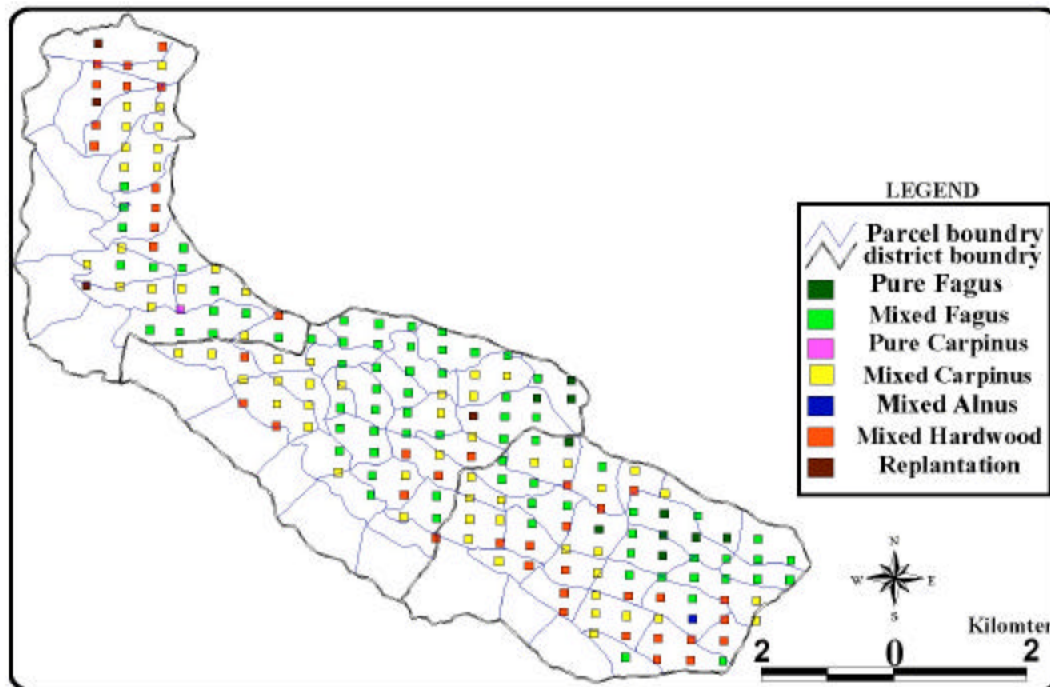 LEGEND
Parcel boundry
district boundry
Pure Fagus
Mixed Fagus
Pure Carpinus
Mixed Carpinus
Mixed Alnus
Mixed Hardwood
Replantation
N
W E
S
Kilomter
2 0 2